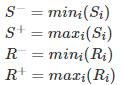 S⁻ = minᵢ(Sᵢ)
S⁺ = maxᵢ(Sᵢ)
R⁻ = minᵢ(Rᵢ)
R⁺ = maxᵢ(Rᵢ)